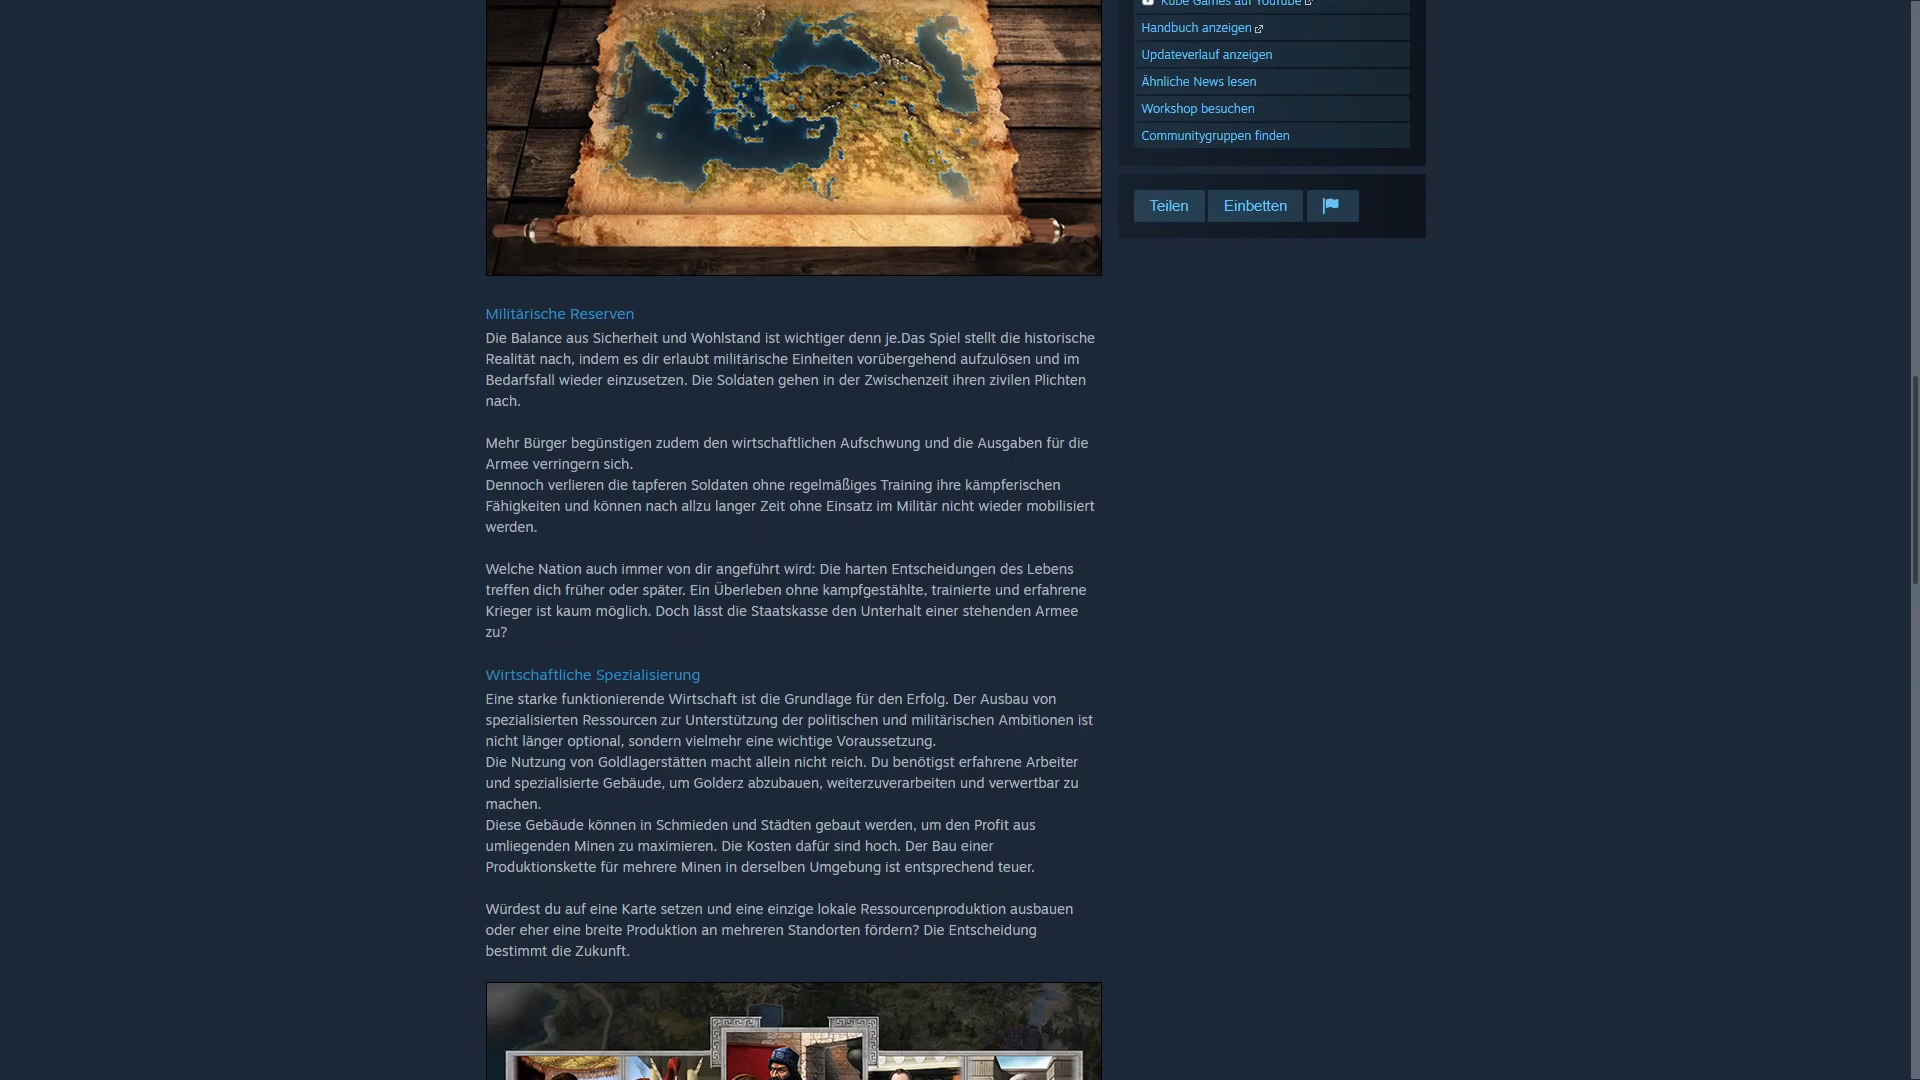 Kube Games auf YouTube
Handbuch anzeigen
Updateverlauf anzeigen
Ähnliche News lesen
Workshop besuchen
Communitygruppen finden
Teilen
Einbetten
Militärische Reserven
Die Balance aus Sicherheit und Wohlstand ist wichtiger denn je.Das Spiel stellt die historische
Realität nach, indem es dir erlaubt militärische Einheiten vorübergehend aufzulösen und im
Bedarfsfall wieder einzusetzen. Die Soldaten gehen in der Zwischenzeit ihren zivilen Plichten
nach.
Mehr Bürger begünstigen zudem den wirtschaftlichen Aufschwung und die Ausgaben für die
Armee verringern sich.
Dennoch verlieren die tapferen Soldaten ohne regelmäßiges Training ihre kämpferischen
Fähigkeiten und können nach allzu langer Zeit ohne Einsatz im Militär nicht wieder mobilisiert
werden.
Welche Nation auch immer von dir angeführt wird: Die harten Entscheidungen des Lebens
treffen dich früher oder später. Ein Überleben ohne kampfgestählte, trainierte und erfahrene
Krieger ist kaum möglich. Doch lässt die Staatskasse den Unterhalt einer stehenden Armee
zu?
Wirtschaftliche Spezialisierung
Eine starke funktionierende Wirtschaft ist die Grundlage für den Erfolg. Der Ausbau von
spezialisierten Ressourcen zur Unterstützung der politischen und militärischen Ambitionen ist
nicht länger optional, sondern vielmehr eine wichtige Voraussetzung.
Die Nutzung von Goldlagerstätten macht allein nicht reich. Du benötigst erfahrene Arbeiter
und spezialisierte Gebäude, um Golderz abzubauen, weiterzuverarbeiten und verwertbar zu
machen.
Diese Gebäude können in Schmieden und Städten gebaut werden, um den Profit aus
umliegenden Minen zu maximieren. Die Kosten dafür sind hoch. Der Bau einer
Produktionskette für mehrere Minen in derselben Umgebung ist entsprechend teuer.
Würdest du auf eine Karte setzen und eine einzige lokale Ressourcenproduktion ausbauen
oder eher eine breite Produktion an mehreren Standorten fördern? Die Entscheidung
bestimmt die Zukunft.